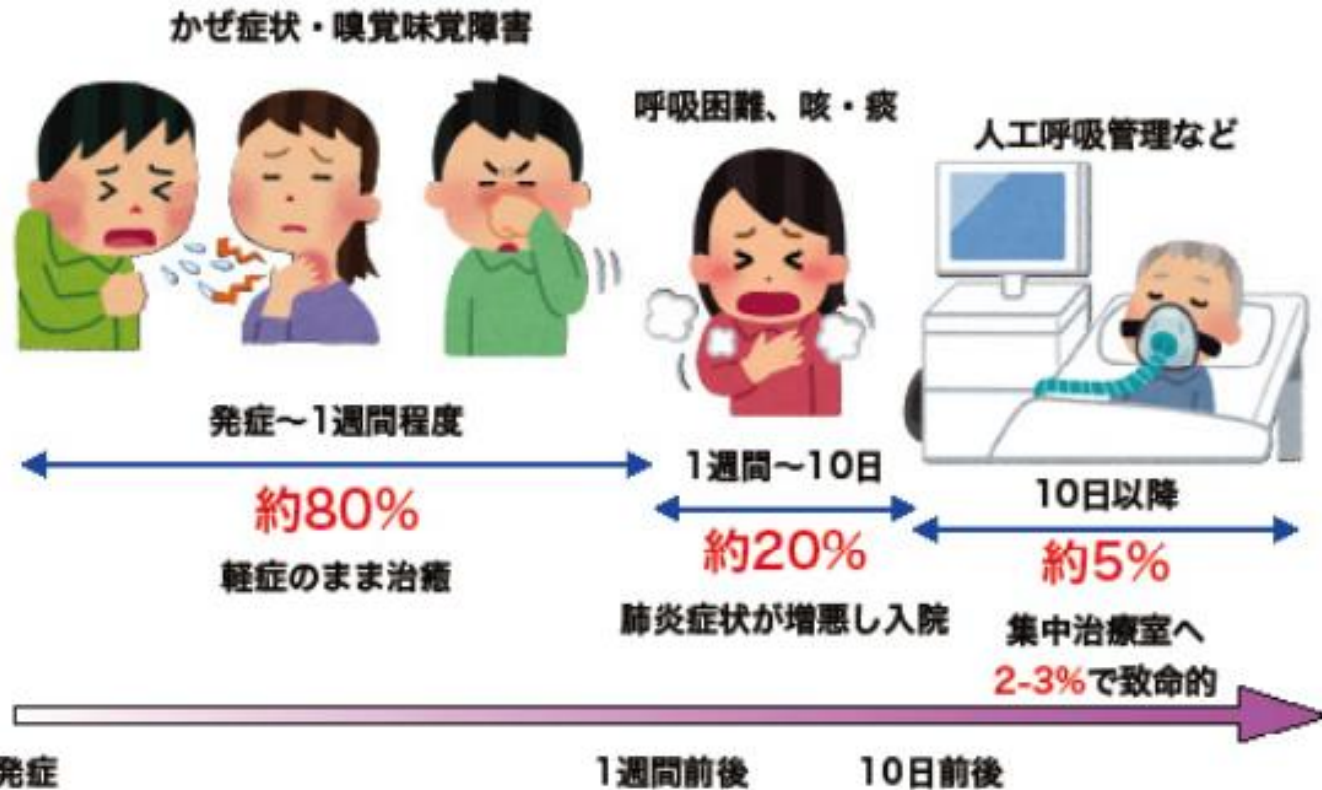 かぜ症状・嗅覚味覚障害
呼吸困難、咳・痰
人工呼吸管理など
発症〜1週間程度
約80%
軽症のまま治癒
1週間〜10日
約20%
肺炎症状が増悪し入院
10日以降
約5%
集中治療室へ
2-3%で致命的
発症
1週間前後
10日前後